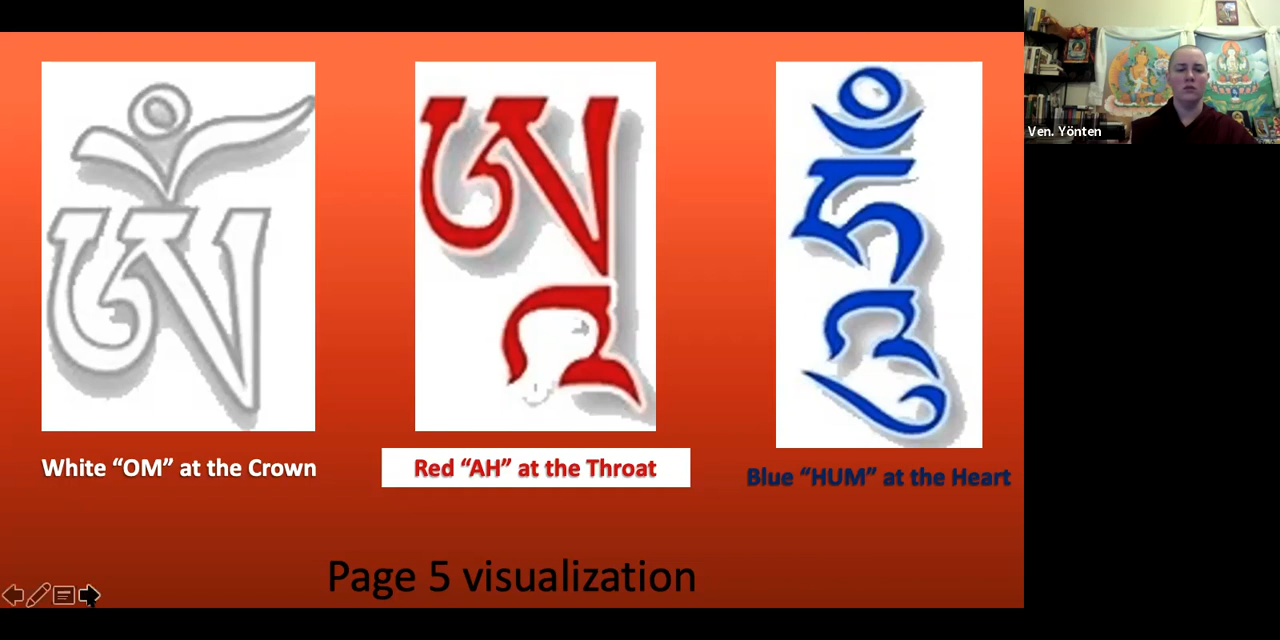 ཨོཾ
ཨཱ
ཧཱུྃ
White “OM” at the Crown
Red “AH” at the Throat
Blue “HUM” at the Heart
Page 5 visualization
Ven. Yönten